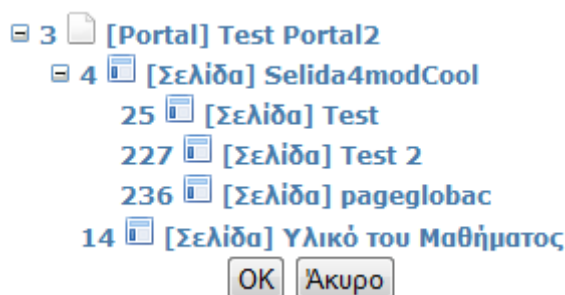 3 [Portal] Test Portal2
4 [Σελίδα] Selida4modCool
25 [Σελίδα] Test
227 [Σελίδα] Test 2
236 [Σελίδα] pageglobac
14 [Σελίδα] Υλικό του Μαθήματος
OK Άκυρο